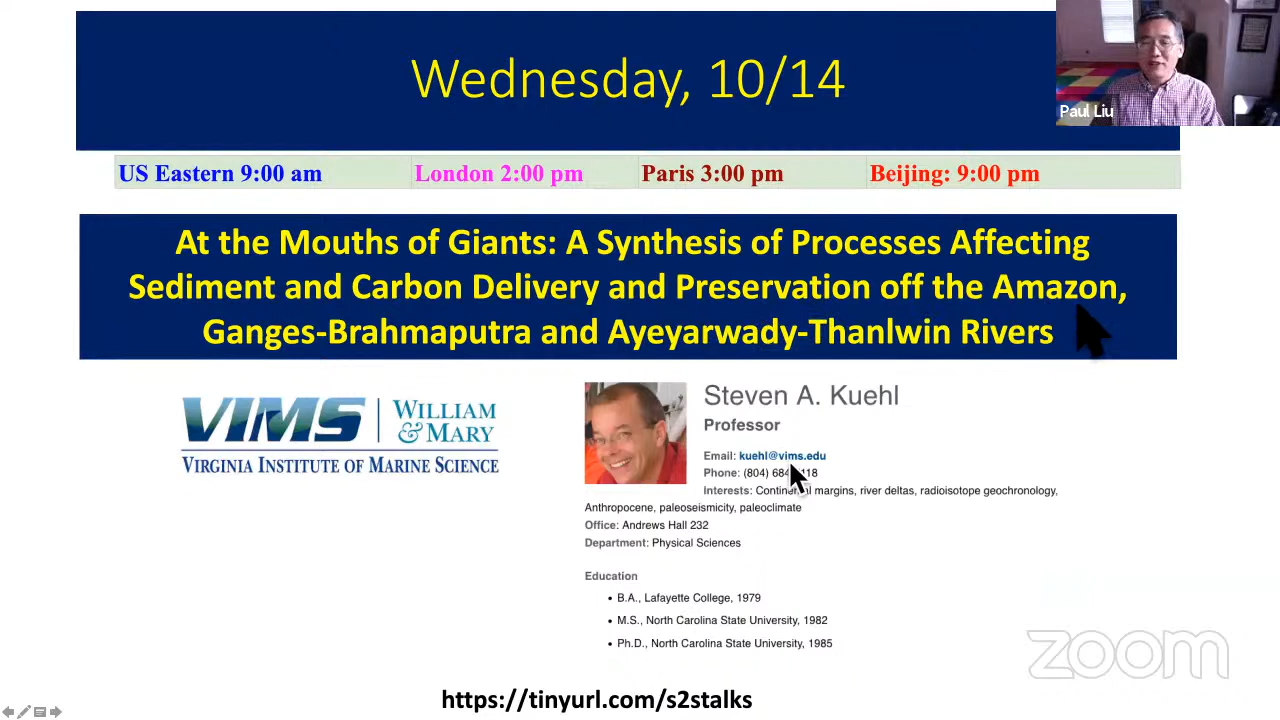 Wednesday, 10/14
Paul Liu
US Eastern 9:00 am London 2:00 pm Paris 3:00 pm Beijing: 9:00 pm
At the Mouths of Giants: A Synthesis of Processes Affecting
Sediment and Carbon Delivery and Preservation off the Amazon,
Ganges-Brahmaputra and Ayeyarwady-Thanlwin Rivers
VIMS
WILLIAM
& MARY
VIRGINIA INSTITUTE OF MARINE SCIENCE
Steven A. Kuehl
Professor
Email: kuehl@vims.edu
Phone: (804)
Interests: Continental margins, river deltas, radioisotope geochronology,
Anthropocene, paleoseismicity, paleoclimate
Office: Andrews Hall 232
Department: Physical Sciences
Education
• B.A., Lafayette College, 1979
• M.S., North Carolina State University, 1982
• Ph.D., North Carolina State University, 1985
zoom
https://tinyurl.com/s2stalks